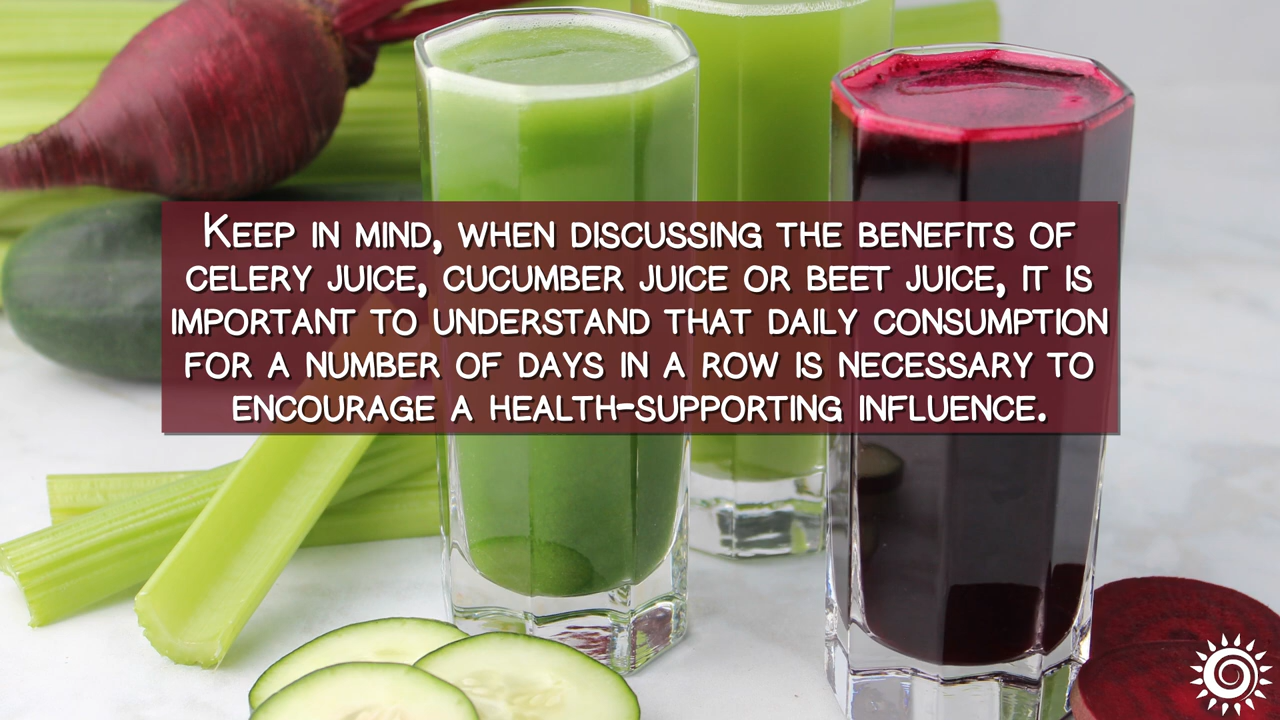 Keep in mind, when discussing the benefits of
celery juice, cucumber juice or beet juice, it is
important to understand that daily consumption
for a number of days in a row is necessary to
encourage a health-supporting influence.